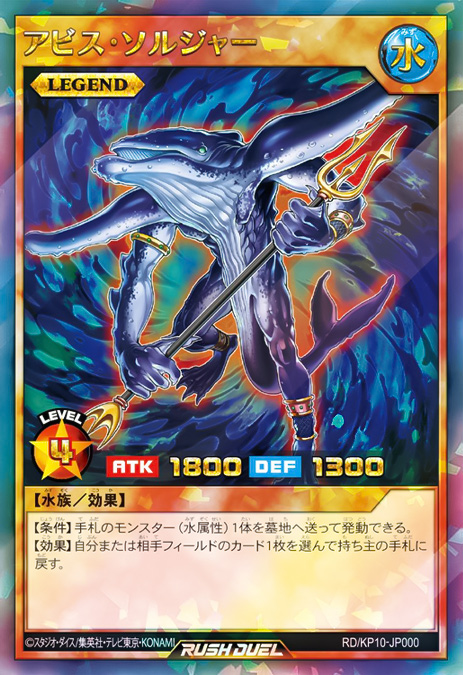 アビス・ソルジャー
水
LEGEND
LEVEL
4
ATK 1800 DEF 1300
【水族／効果】
【条件】手札のモンスター（水属性）1体を墓地へ送って発動できる。
【効果】自分または相手フィールドのカード1枚を選んで持ち主の手札に
戻す。
©スタジオ・ダイス/集英社・テレビ東京・KONAMI
RUSH DUEL
RD/KP10-JP000